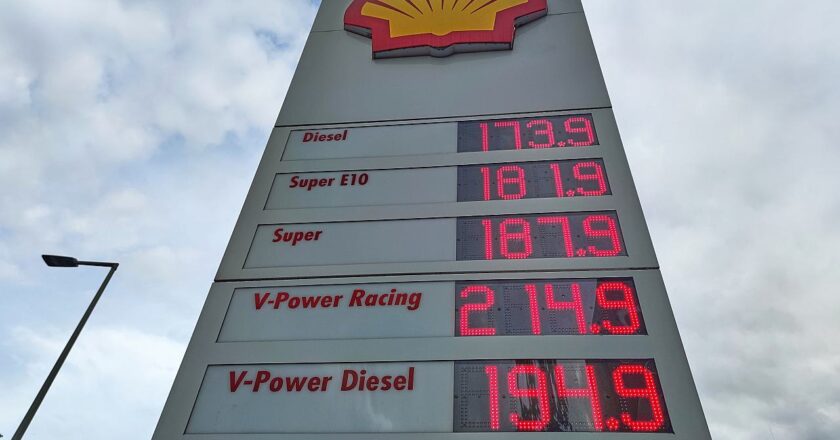 Diesel 173.9
Super E10 181.9
Super 187.9
V-Power Racing 214.9
V-Power Diesel 194.9